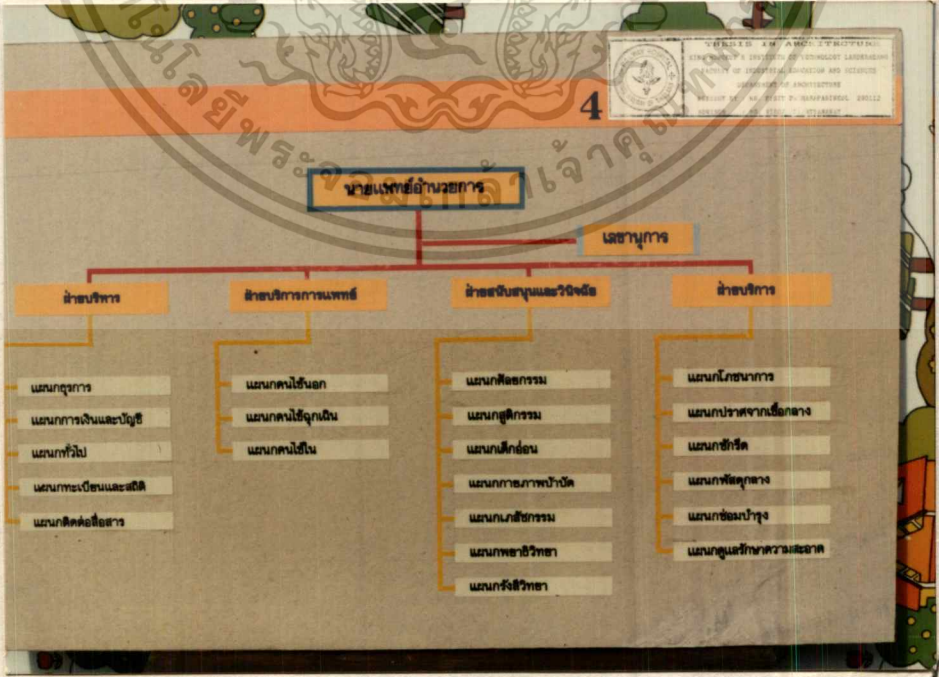 THESIS IN ARCHITECTURE
4
นายแพทย์อำนวยการ
เลขานุการ
ฝ่ายบริหาร
แผนกธุรการ
แผนกการเงินและบัญชี
แผนกทั่วไป
แผนกทะเบียนและสถิติ
แผนกติดต่อสื่อสาร
ฝ่ายบริการการแพทย์
แผนกคนไข้นอก
แผนกคนไข้ฉุกเฉิน
แผนกคนไข้ใน
ฝ่ายสนับสนุนและวินิจฉัย
แผนกศัลยกรรม
แผนกสูติกรรม
แผนกเด็กอ่อน
แผนกกายภาพบำบัด
แผนกเภสัชกรรม
แผนกพยาธิวิทยา
แผนกรังสีวิทยา
ฝ่ายบริการ
แผนกโภชนาการ
แผนกปราศจากเชื้อกลาง
แผนกซักรีด
แผนกพัสดุกลาง
แผนกซ่อมบำรุง
แผนกดูแลรักษาความสะอาด